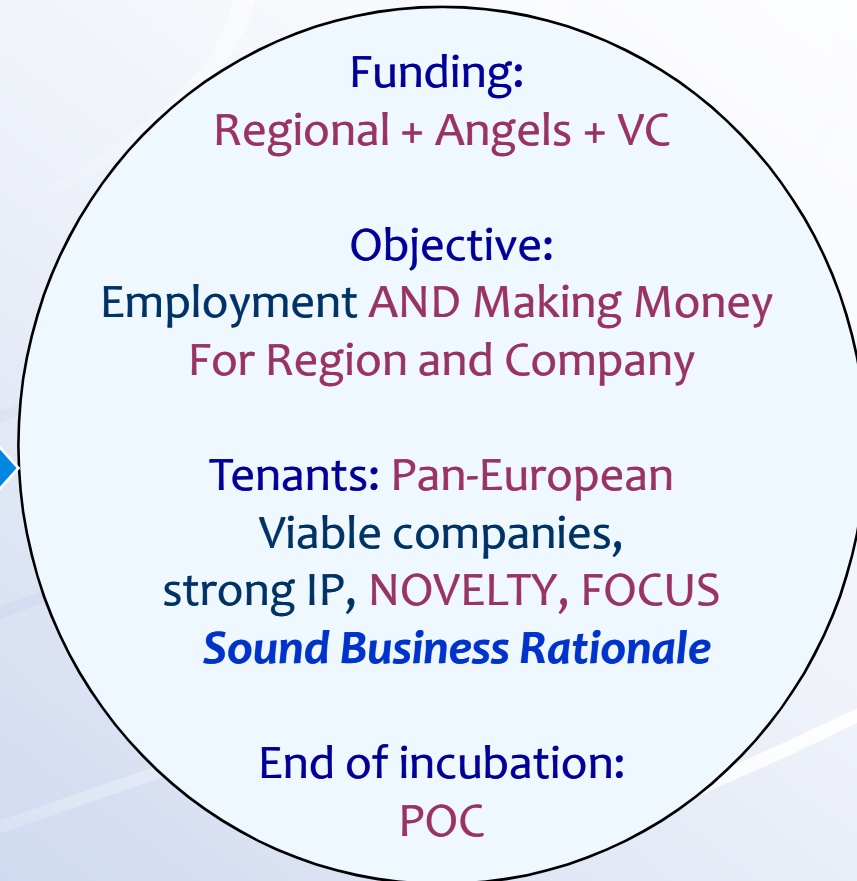 Funding:
Regional + Angels + VC
Objective:
Employment AND Making Money
For Region and Company
Tenants: Pan-European
Viable companies,
strong IP, NOVELTY, FOCUS
Sound Business Rationale
End of incubation:
POC